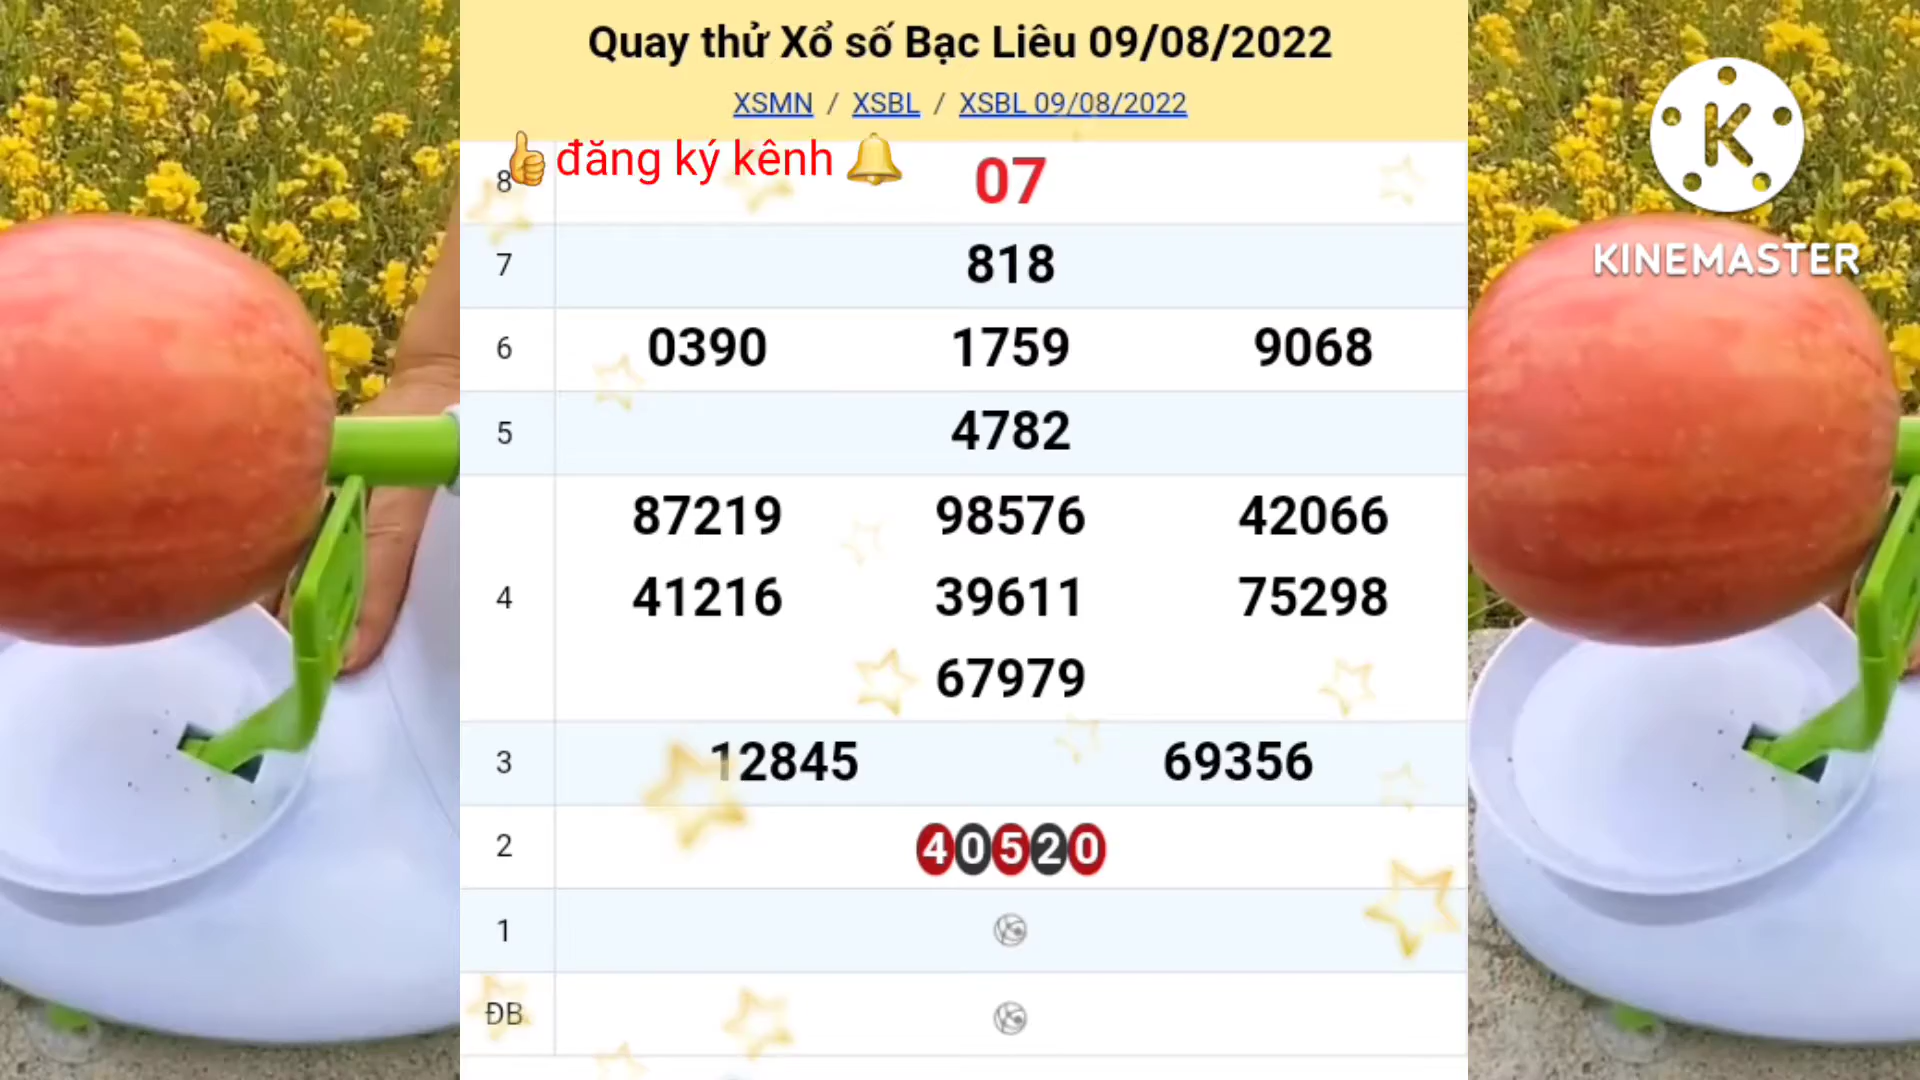 Quay thử Xổ số Bạc Liêu 09/08/2022
XSMN / XSBL / XSBL 09/08/2022
👍 đăng ký kênh 🔔
8 07
7 818
6 0390 1759 9068
5 4782
87219 98576 42066
4 41216 39611 75298
67979
3 12845 69356
2 40520
1
ĐB
K
KINEMASTER